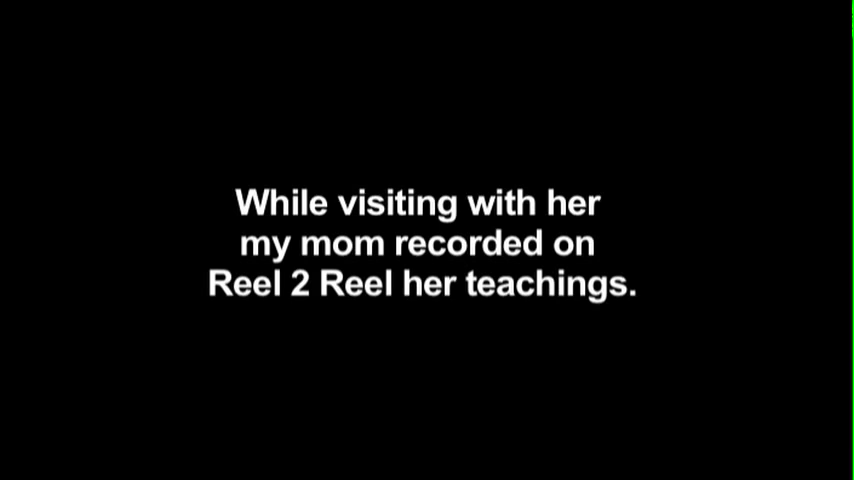 While visiting with her
my mom recorded on
Reel 2 Reel her teachings.